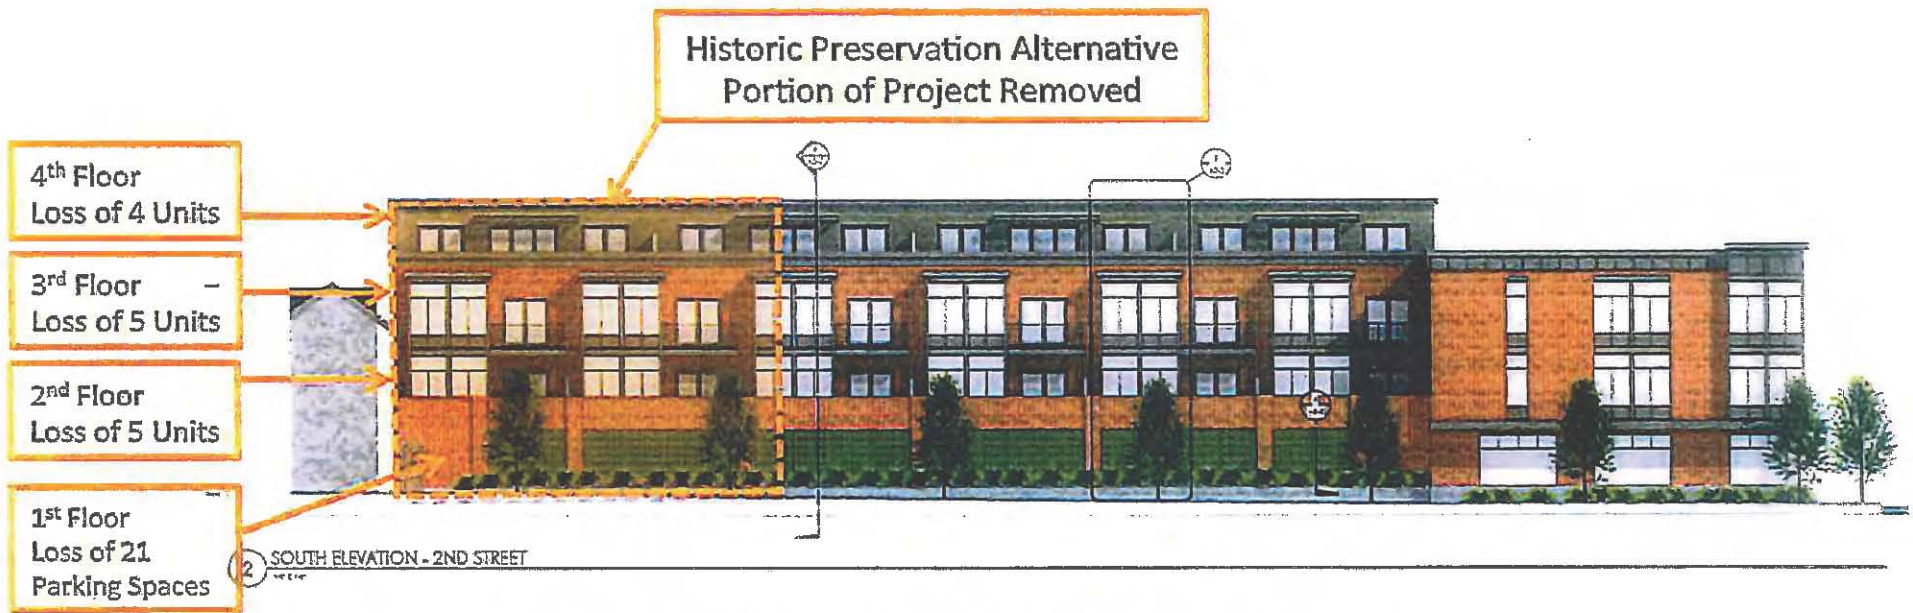 Historic Preservation Alternative
Portion of Project Removed
4th Floor
Loss of 4 Units
3rd Floor –
Loss of 5 Units
2nd Floor
Loss of 5 Units
1st Floor
Loss of 21
Parking Spaces
2 SOUTH ELEVATION - 2ND STREET